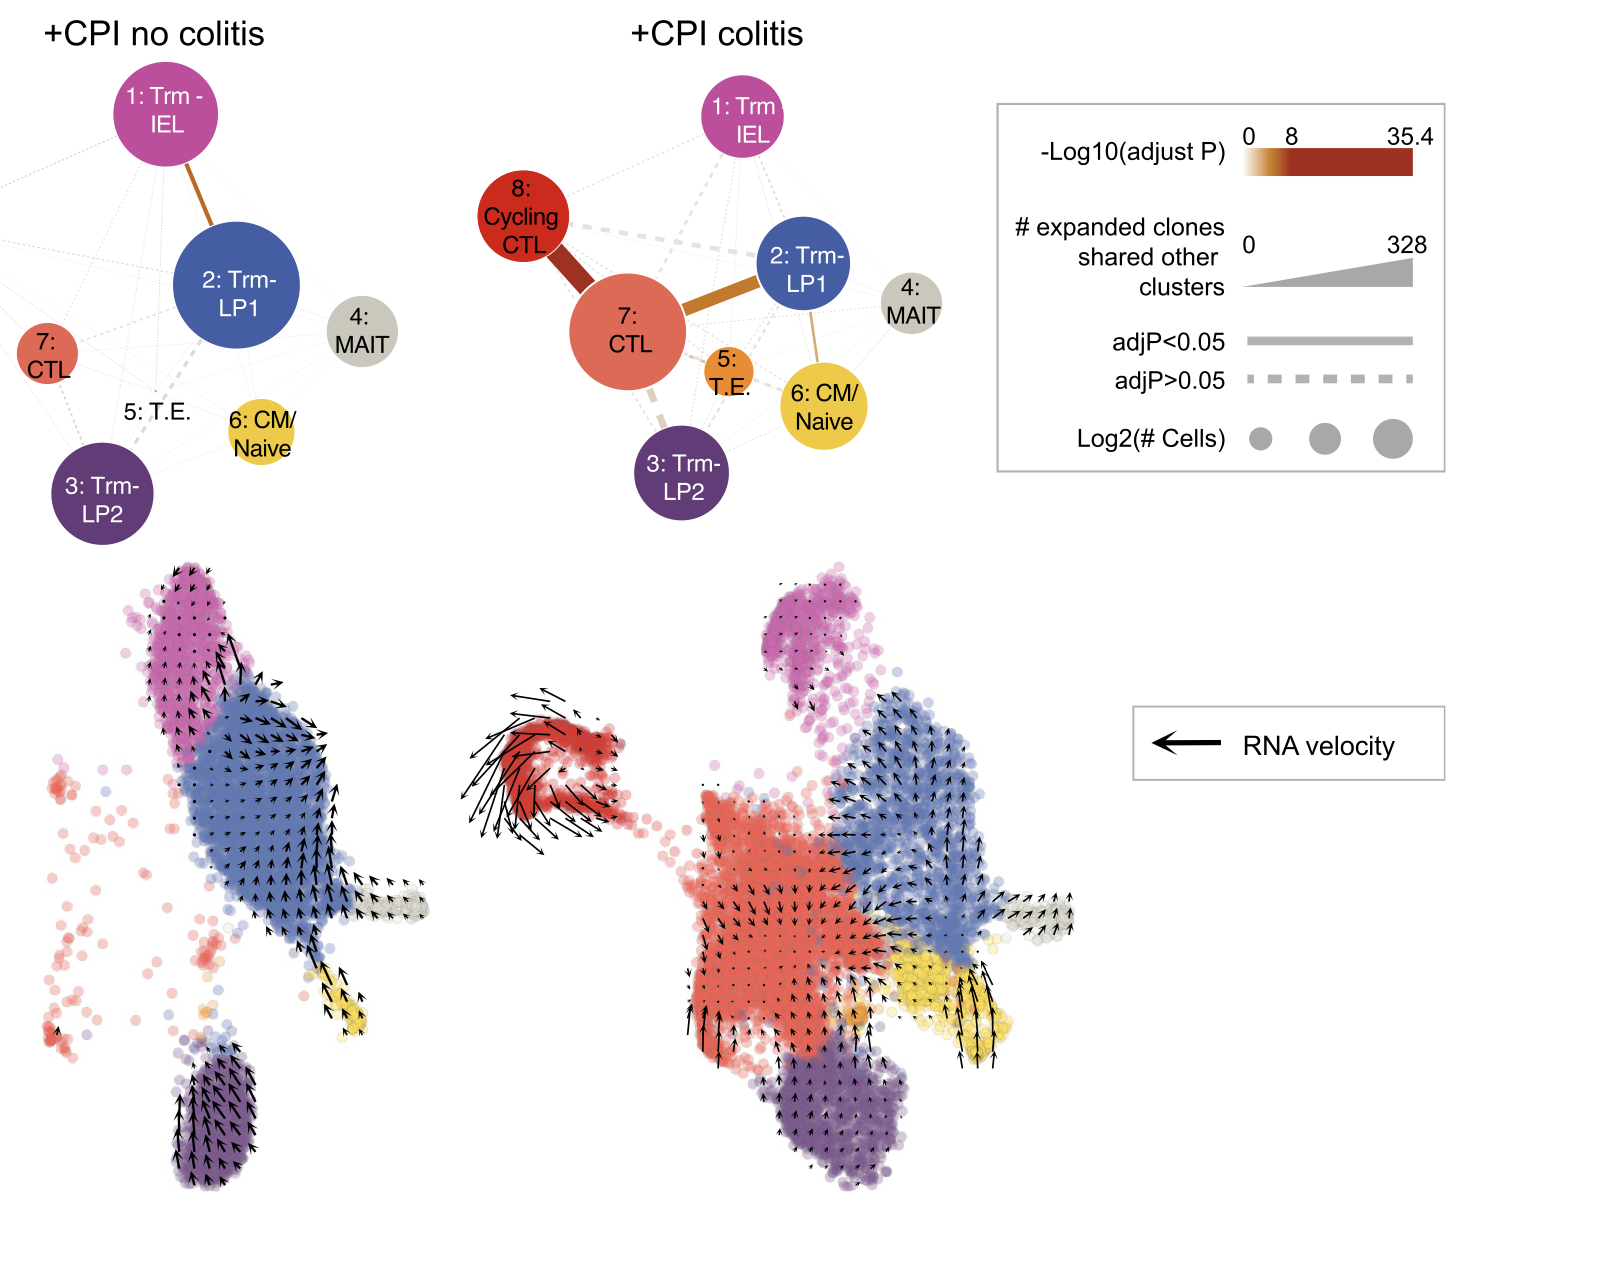 +CPI no colitis
1: Trm -
IEL
2: Trm-
LP1
7:
CTL
4:
MAIT
5: T.E.
6: CM/
Naive
3: Trm-
LP2
+CPI colitis
1: Trm
IEL
8:
Cycling
CTL
2: Trm-
LP1
4:
MAIT
7:
CTL
5:
T.E.
6: CM/
Naive
3: Trm-
LP2
0 8 35.4
-Log10(adjust P)
# expanded clones
shared other
clusters
0 328
adjP<0.05
adjP>0.05
Log2(# Cells)
RNA velocity